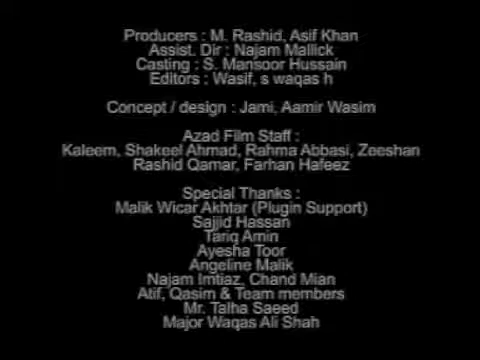 Producers : M. Rashid, Asif Khan
Assist. Dir : Najam Mallick
Casting : S. Mansoor Hussain
Editors : Wasif, s waqas h
Concept / design : Jami, Aamir Wasim
Azad Film Staff :
Kaleem, Shakeel Ahmad, Rahma Abbasi, Zeeshan
Rashid Qamar, Farhan Hafeez
Special Thanks :
Malik Wicar Akhtar (Plugin Support)
Sajjid Hassan
Tariq Amin
Ayesha Toor
Angeline Malik
Najam Imtiaz, Chand Mian
Atif, Qasim & Team members
Mr. Talha Saeed
Major Waqas Ali Shah